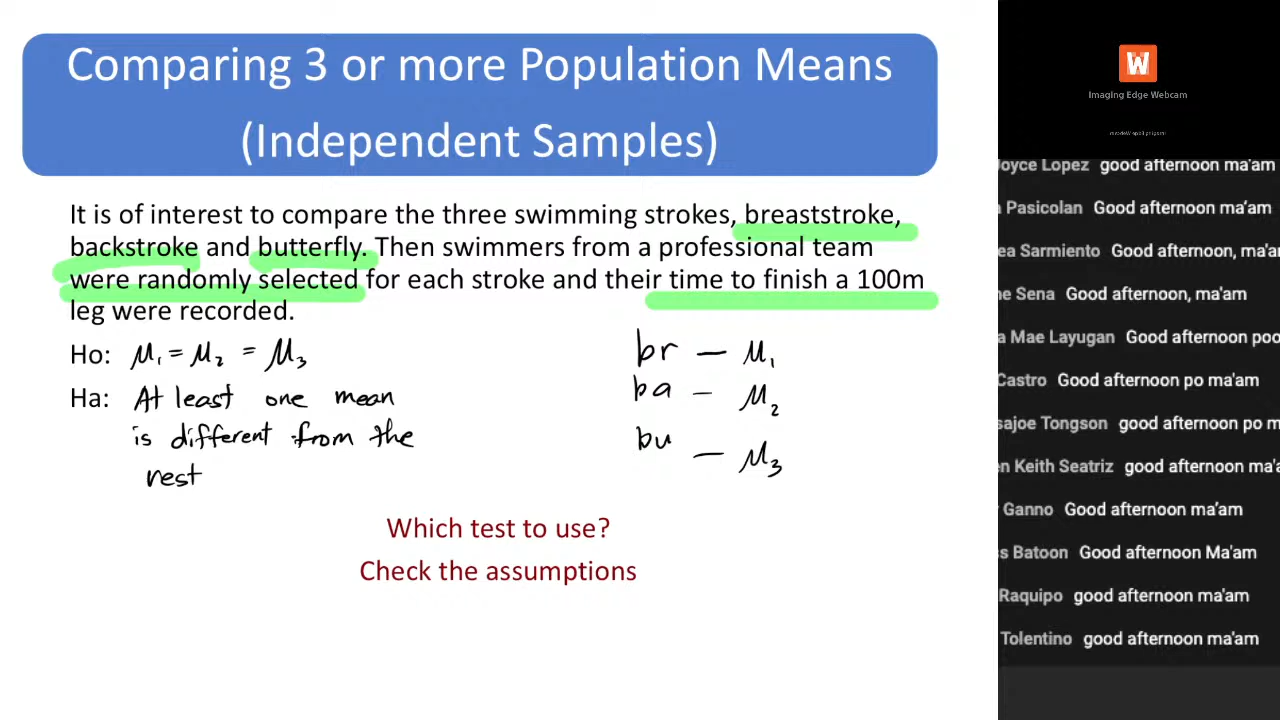 Comparing 3 or more Population Means
(Independent Samples)
It is of interest to compare the three swimming strokes, breaststroke,
backstroke and butterfly. Then swimmers from a professional team
were randomly selected for each stroke and their time to finish a 100m
leg were recorded.
Ho: μ₁ = μ₂ = μ₃
Ha: At least one mean
is different from the
rest
br — μ₁
ba — μ₂
bu — μ₃
Which test to use?
Check the assumptions
W
Imaging Edge Webcam
Joyce Lopez good afternoon ma'am
Pasicolan Good afternoon ma'am
ea Sarmiento Good afternoon, ma'am
ne Sena Good afternoon, ma'am
a Mae Layugan Good afternoon poo
Castro Good afternoon po ma'am
sajoe Tongson good afternoon po m
en Keith Seatriz good afternoon ma'a
Ganno Good afternoon ma'am
ss Batoon Good afternoon Ma'am
Raquipo good afternoon ma'am
Tolentino good afternoon ma'am